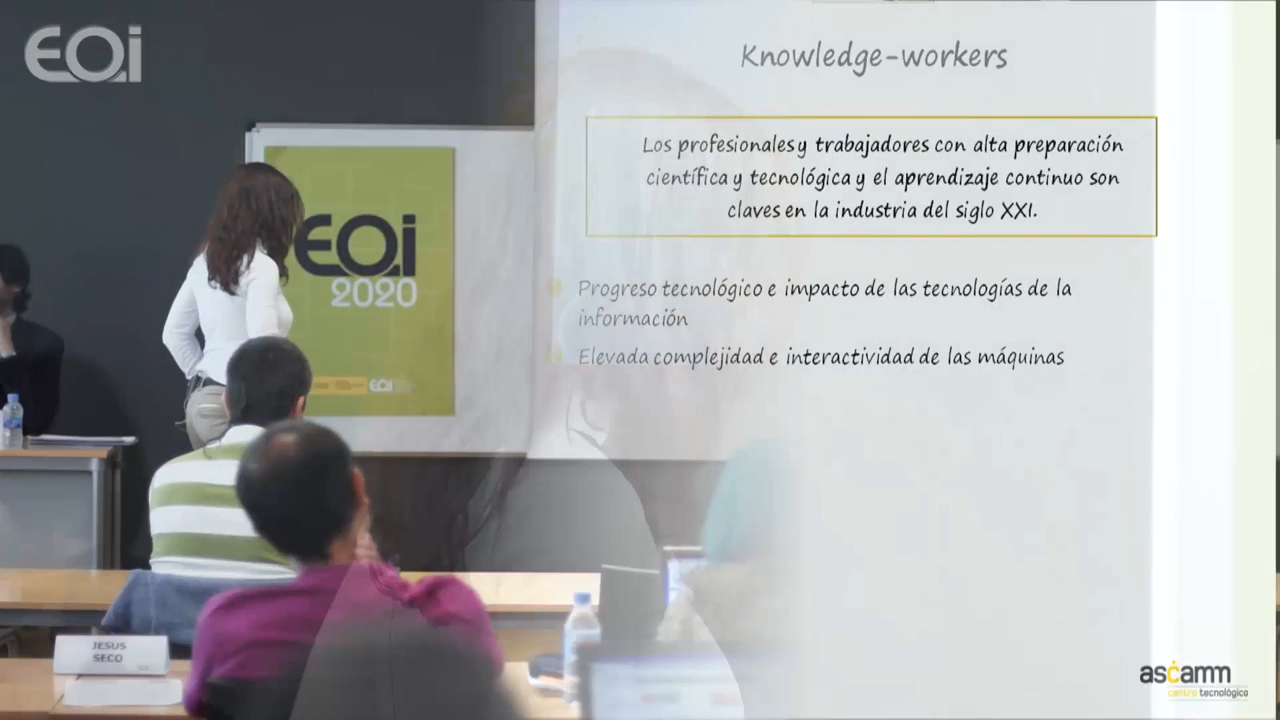 EOi
Knowledge-workers
Los profesionales y trabajadores con alta preparación
científica y tecnológica y el aprendizaje continuo son
claves en la industria del siglo XXI.
EOi
2020
Progreso tecnológico e impacto de las tecnologías de la
información
Elevada complejidad e interactividad de las máquinas
EOi
JESÚS
SECO
ascamm
centro tecnológico